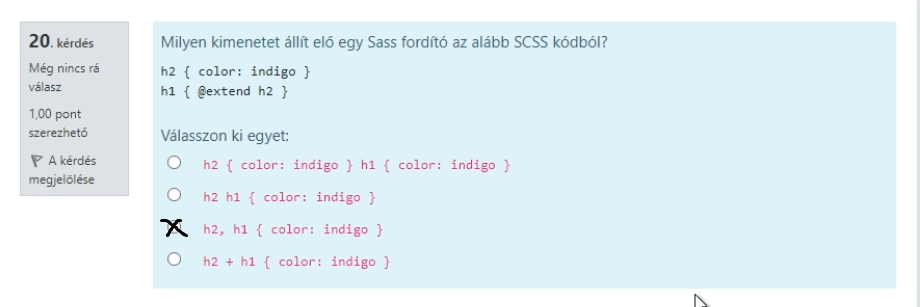 20. kérdés
Még nincs rá
válasz
1,00 pont
szerezhető
A kérdés
megjelölése
Milyen kimenetet állít elő egy Sass fordító az alább SCSS kódból?
h2 { color: indigo }
h1 { @extend h2 }
Válasszon ki egyet:
h2 { color: indigo } h1 { color: indigo }
h2 h1 { color: indigo }
h2, h1 { color: indigo }
h2 + h1 { color: indigo }